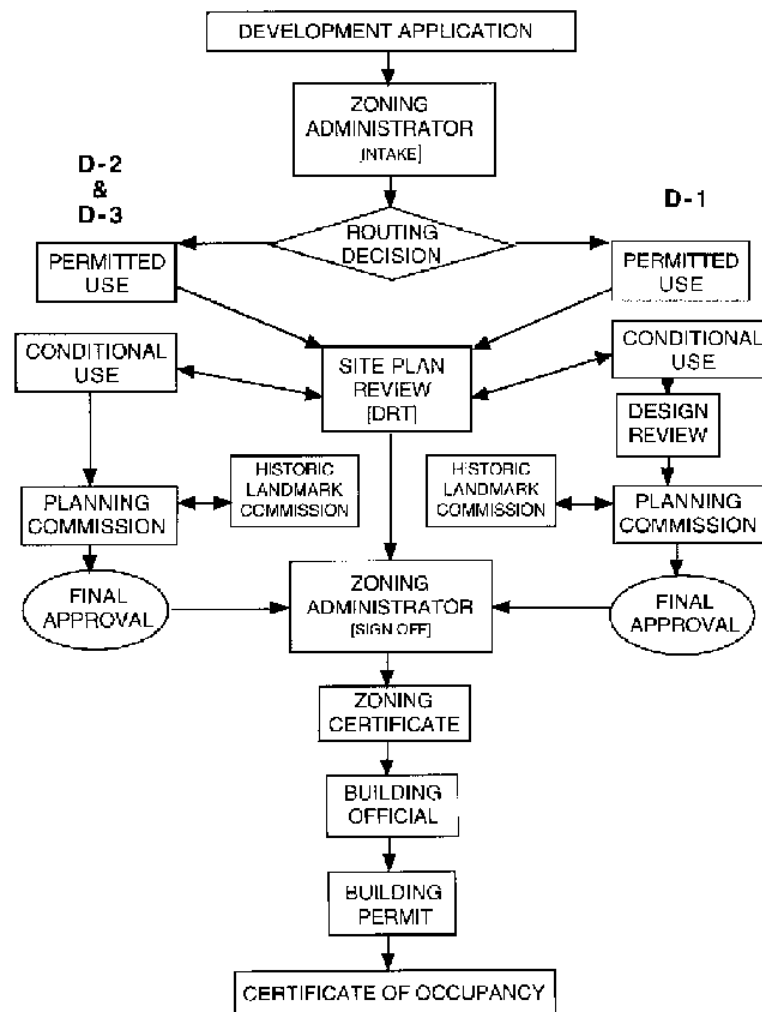 DEVELOPMENT APPLICATION
ZONING
ADMINISTRATOR
[INTAKE]
D-2
&
D-3
D-1
ROUTING
DECISION
PERMITTED
USE
PERMITTED
USE
CONDITIONAL
USE
SITE PLAN
REVIEW
[DRT]
CONDITIONAL
USE
DESIGN
REVIEW
PLANNING
COMMISSION
HISTORIC
LANDMARK
COMMISSION
HISTORIC
LANDMARK
COMMISSION
PLANNING
COMMISSION
FINAL
APPROVAL
ZONING
ADMINISTRATOR
[SIGN OFF]
FINAL
APPROVAL
ZONING
CERTIFICATE
BUILDING
OFFICIAL
BUILDING
PERMIT
CERTIFICATE OF OCCUPANCY